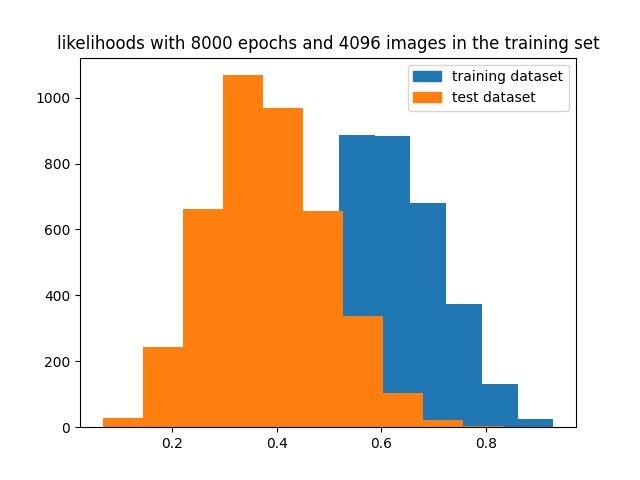 likelihoods with 8000 epochs and 4096 images in the training set
training dataset
test dataset
1000
800
600
400
200
0
0.2 0.4 0.6 0.8